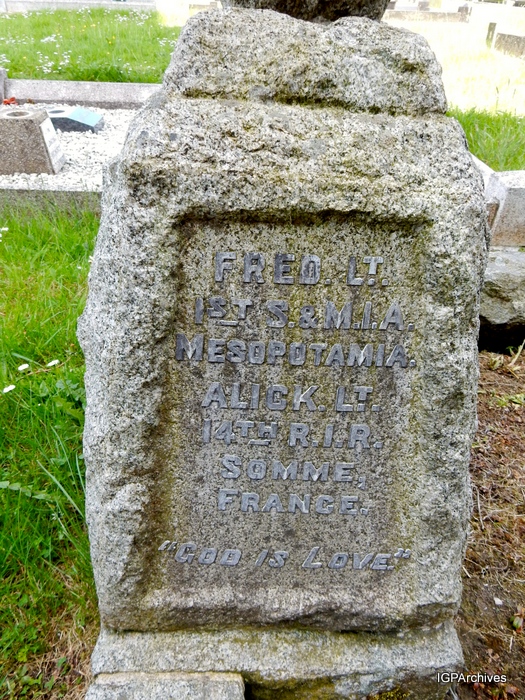 FRED. LT.
1ST S. & M. I. A.
MESOPOTAMIA.
ALICK. LT.
14TH R. I. R.
SOMME,
FRANCE.
"GOD IS LOVE"
IGPArchives